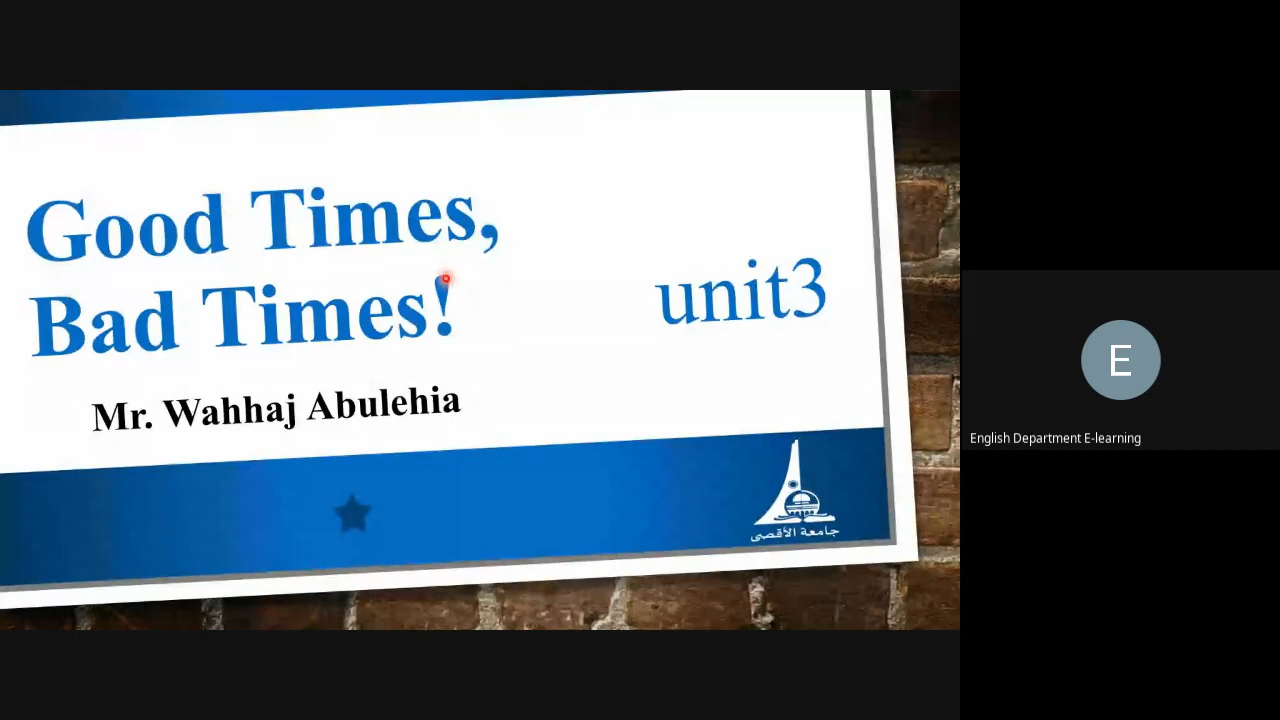 Good Times,
Bad Times!
unit3
Mr. Wahhaj Abulehia
جامعة الأقصى
E
English Department E-learning